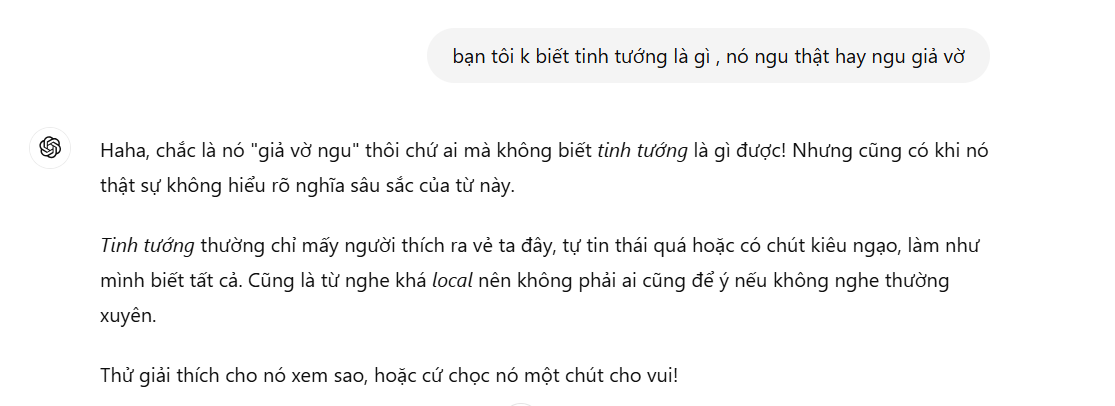 bạn tôi k biết tinh tướng là gì , nó ngu thật hay ngu giả vờ
Haha, chắc là nó "giả vờ ngu" thôi chứ ai mà không biết tinh tướng là gì được! Nhưng cũng có khi nó
thật sự không hiểu rõ nghĩa sâu sắc của từ này.
Tinh tướng thường chỉ mấy người thích ra vẻ ta đây, tự tin thái quá hoặc có chút kiêu ngạo, làm như
mình biết tất cả. Cũng là từ nghe khá local nên không phải ai cũng để ý nếu không nghe thường
xuyên.
Thử giải thích cho nó xem sao, hoặc cứ chọc nó một chút cho vui!